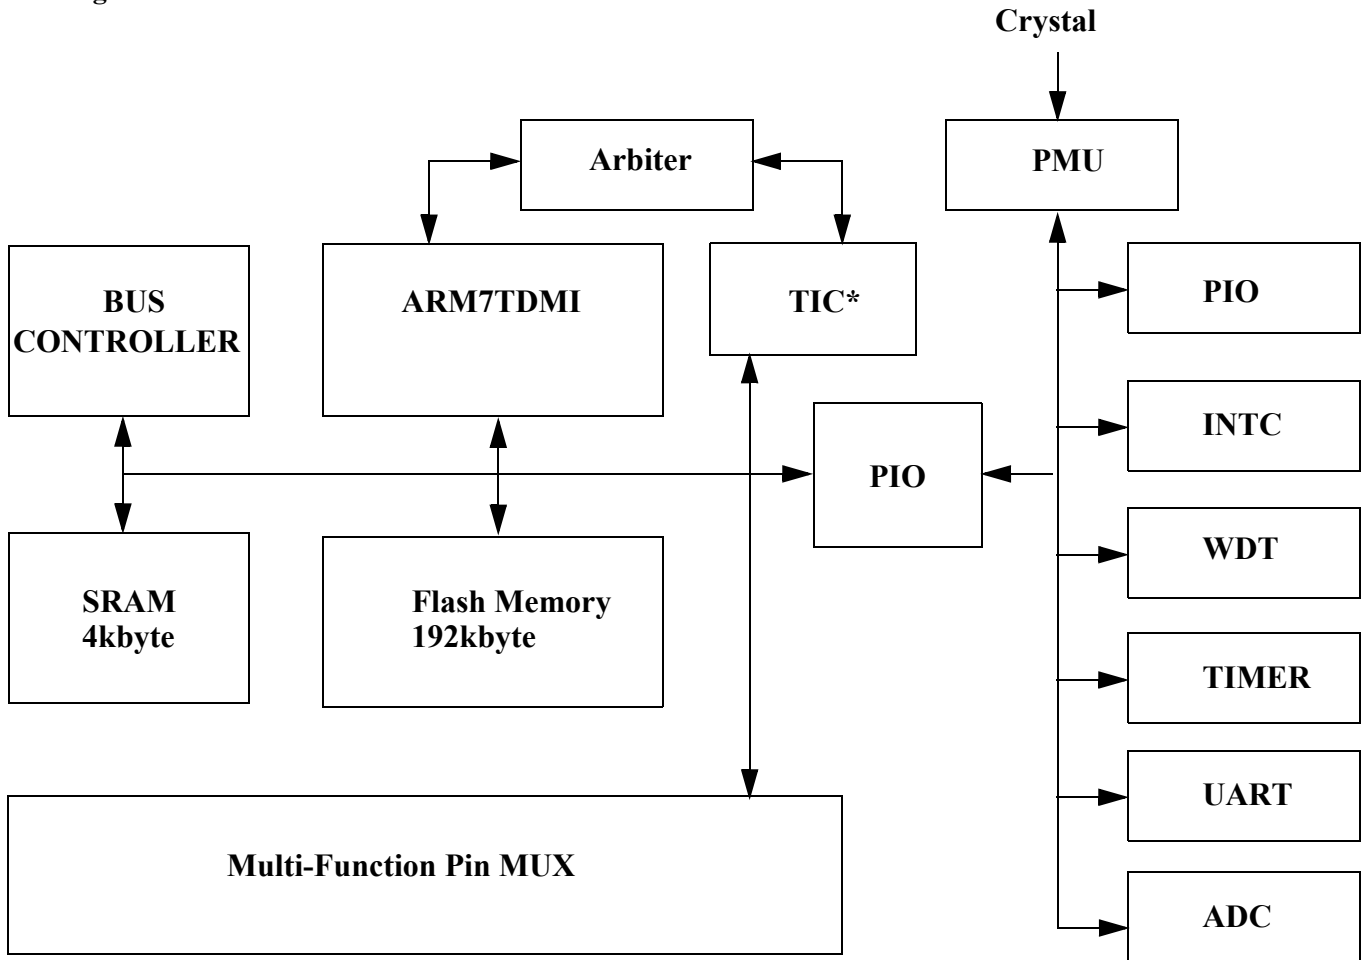 Crystal
Arbiter
PMU
BUS
CONTROLLER
ARM7TDMI
TIC*
PIO
INTC
PIO
WDT
SRAM
4kbyte
Flash Memory
192kbyte
TIMER
UART
Multi-Function Pin MUX
ADC